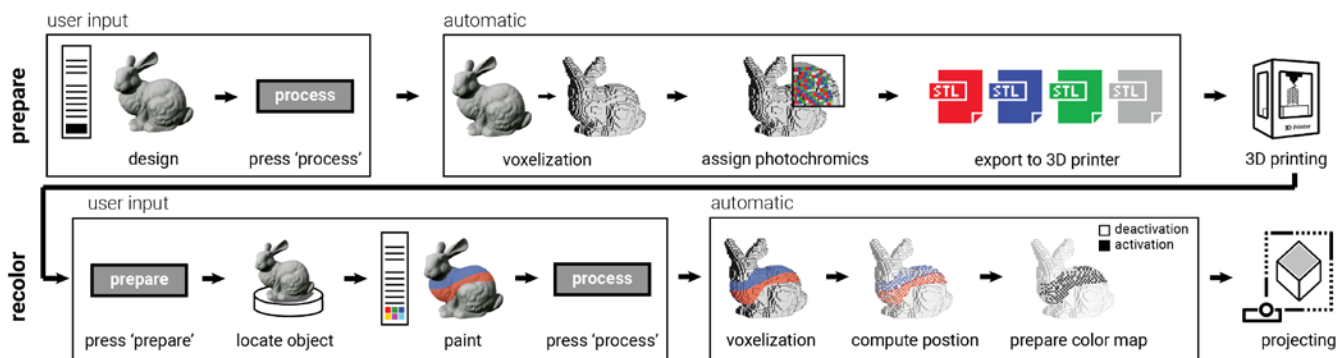 user input
automatic
prepare
process
STL STL STL STL
3D Printer
design
press ‘process’
voxelization
assign photochromics
export to 3D printer
3D printing
user input
automatic
recolor
deactivation
activation
prepare
process
press ‘prepare’
locate object
paint
press ‘process’
voxelization
compute postion
prepare color map
projecting